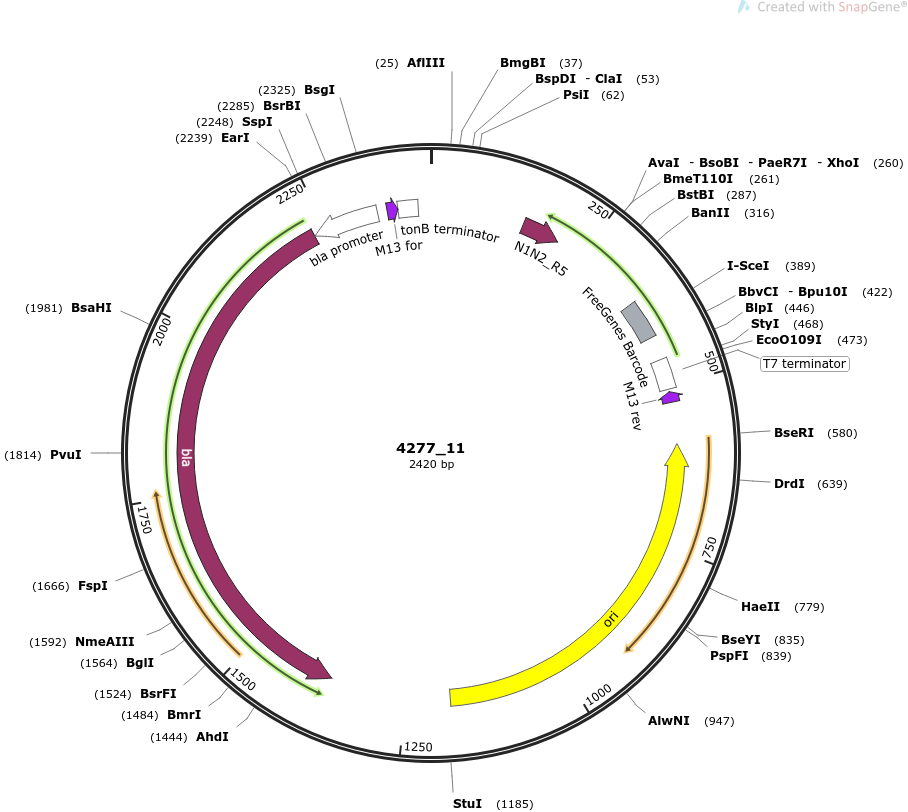 Created with SnapGene®
(25) AflIII
BmgBI (37)
BspDI - ClaI (53)
PsiI (62)
(2325) BsgI
(2285) BsrBI
(2248) SspI
(2239) EarI
AvaI - BsoBI - PaeR7I - XhoI (260)
BmeT110I (261)
BstBI (287)
BanII (316)
I-SceI (389)
BbvCI - Bpu10I (422)
BlpI (446)
StyI (468)
EcoO109I (473)
T7 terminator
BseRI (580)
DrdI (639)
HaeII (779)
BseYI (835)
PspFI (839)
AlwNI (947)
StuI (1185)
(1444) AhdI
(1484) BmrI
(1524) BsrFI
(1564) BglI
(1592) NmeAIII
(1666) FspI
(1814) PvuI
(1981) BsaHI
250
500
750
1000
1250
1500
1750
2000
2250
bla promoter
M13 for
tonB terminator
N1N2_R5
FreeGenes Barcode
M13 rev
ori
bla
4277_11
2420 bp